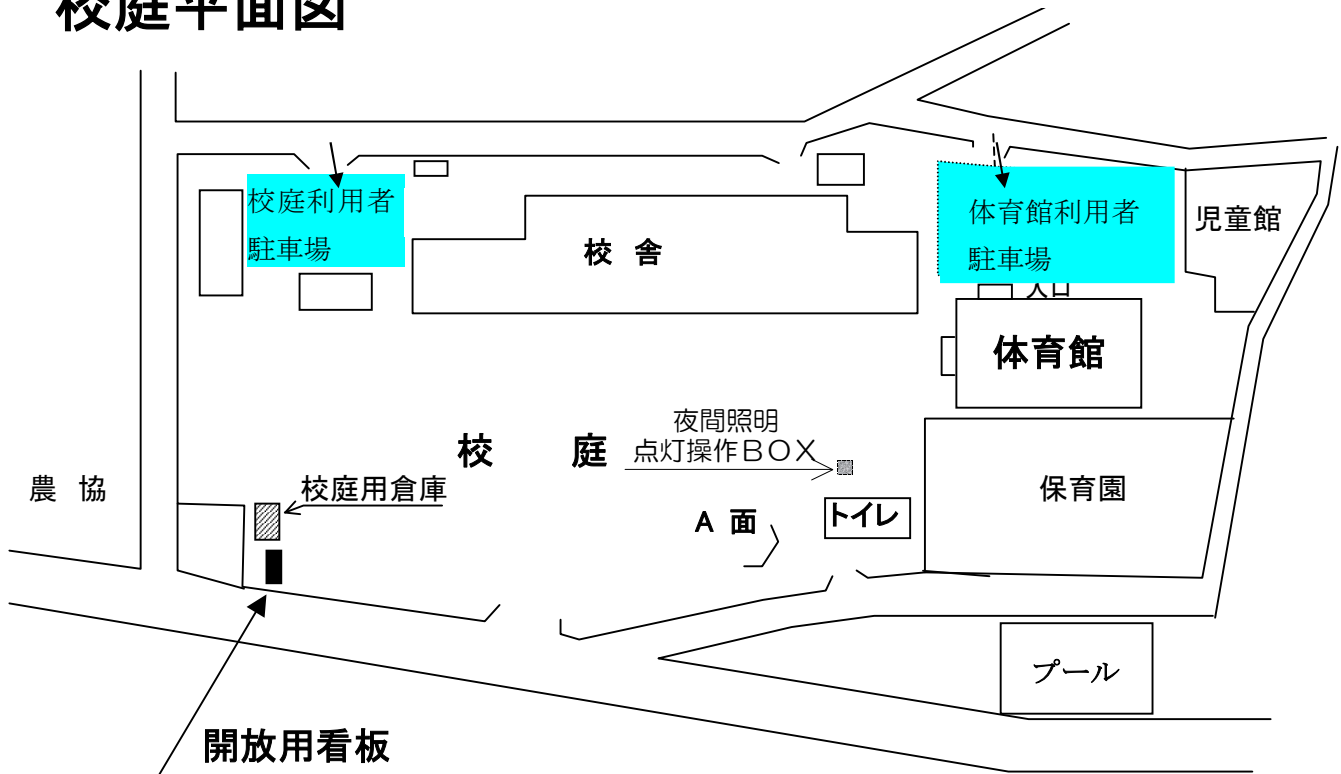 校庭平面図
校庭利用者
駐車場
校 舎
体育館利用者
駐車場
児童館
入口
体育館
夜間照明
点灯操作BOX
校 庭
農 協
校庭用倉庫
A 面
トイレ
保育園
プール
開放用看板